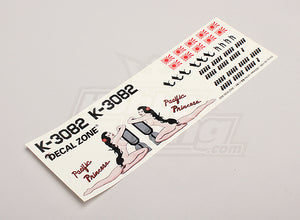 K-3082 K-3082
DECAL ZONE
Pacific
Princess
Pacific
Princess